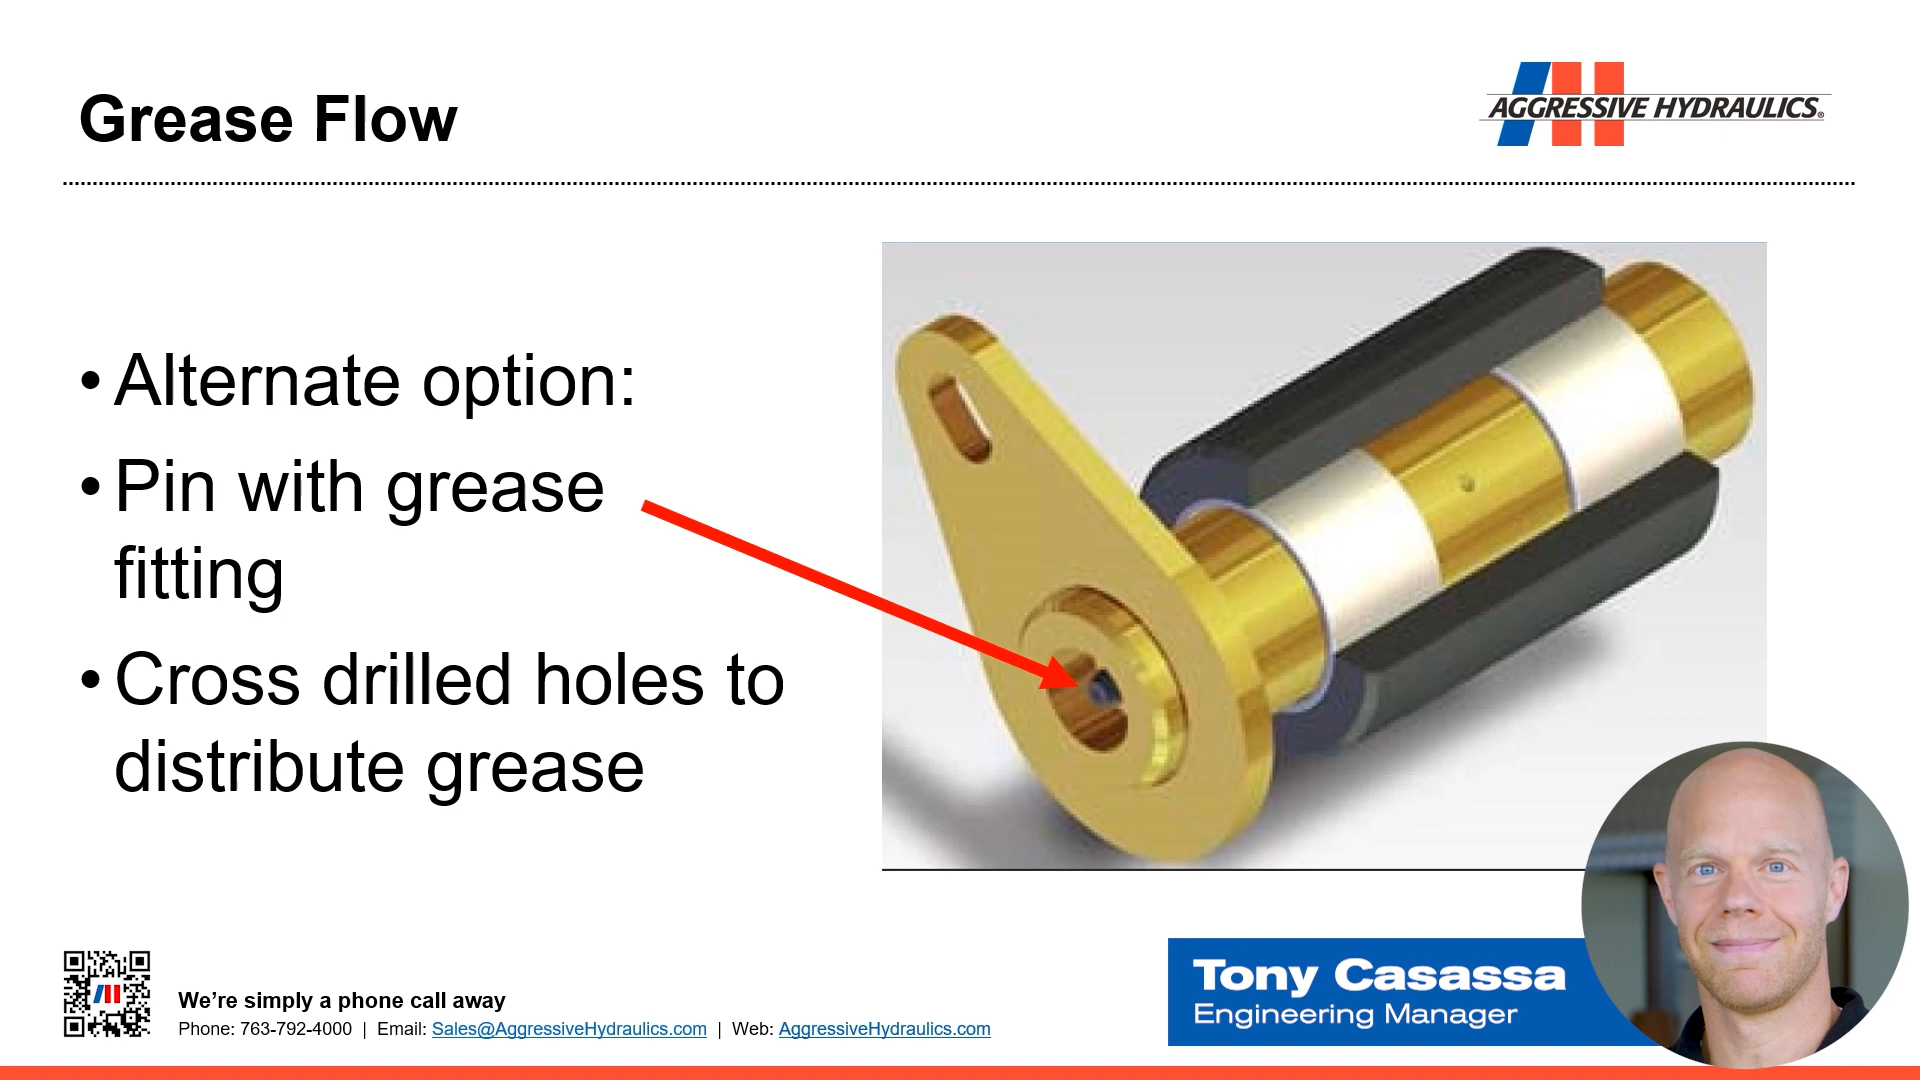 Grease Flow
AGGRESSIVE HYDRAULICS®
• Alternate option:
• Pin with grease
fitting
• Cross drilled holes to
distribute grease
We’re simply a phone call away
Phone: 763-792-4000 | Email: Sales@AggressiveHydraulics.com | Web: AggressiveHydraulics.com
Tony Casassa
Engineering Manager